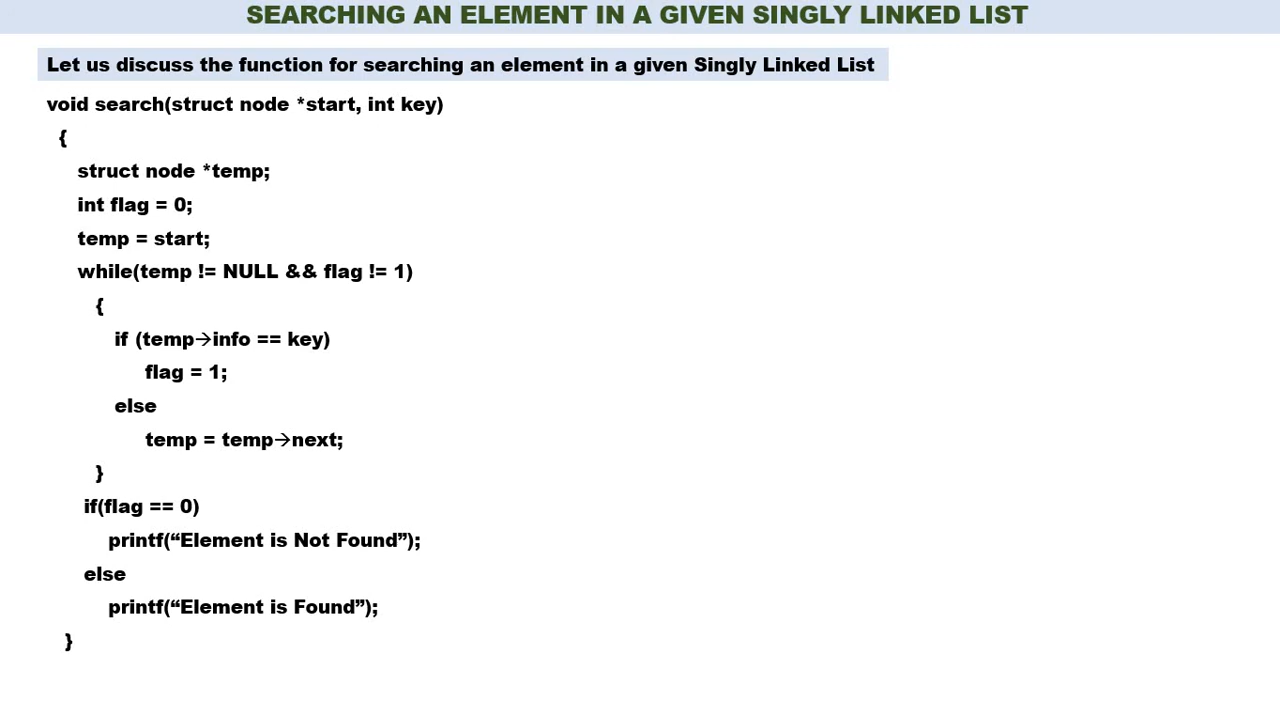 SEARCHING AN ELEMENT IN A GIVEN SINGLY LINKED LIST
Let us discuss the function for searching an element in a given Singly Linked List
void search(struct node *start, int key)
{
struct node *temp;
int flag = 0;
temp = start;
while(temp != NULL && flag != 1)
{
if (temp→info == key)
flag = 1;
else
temp = temp→next;
}
if(flag == 0)
printf(“Element is Not Found”);
else
printf(“Element is Found”);
}